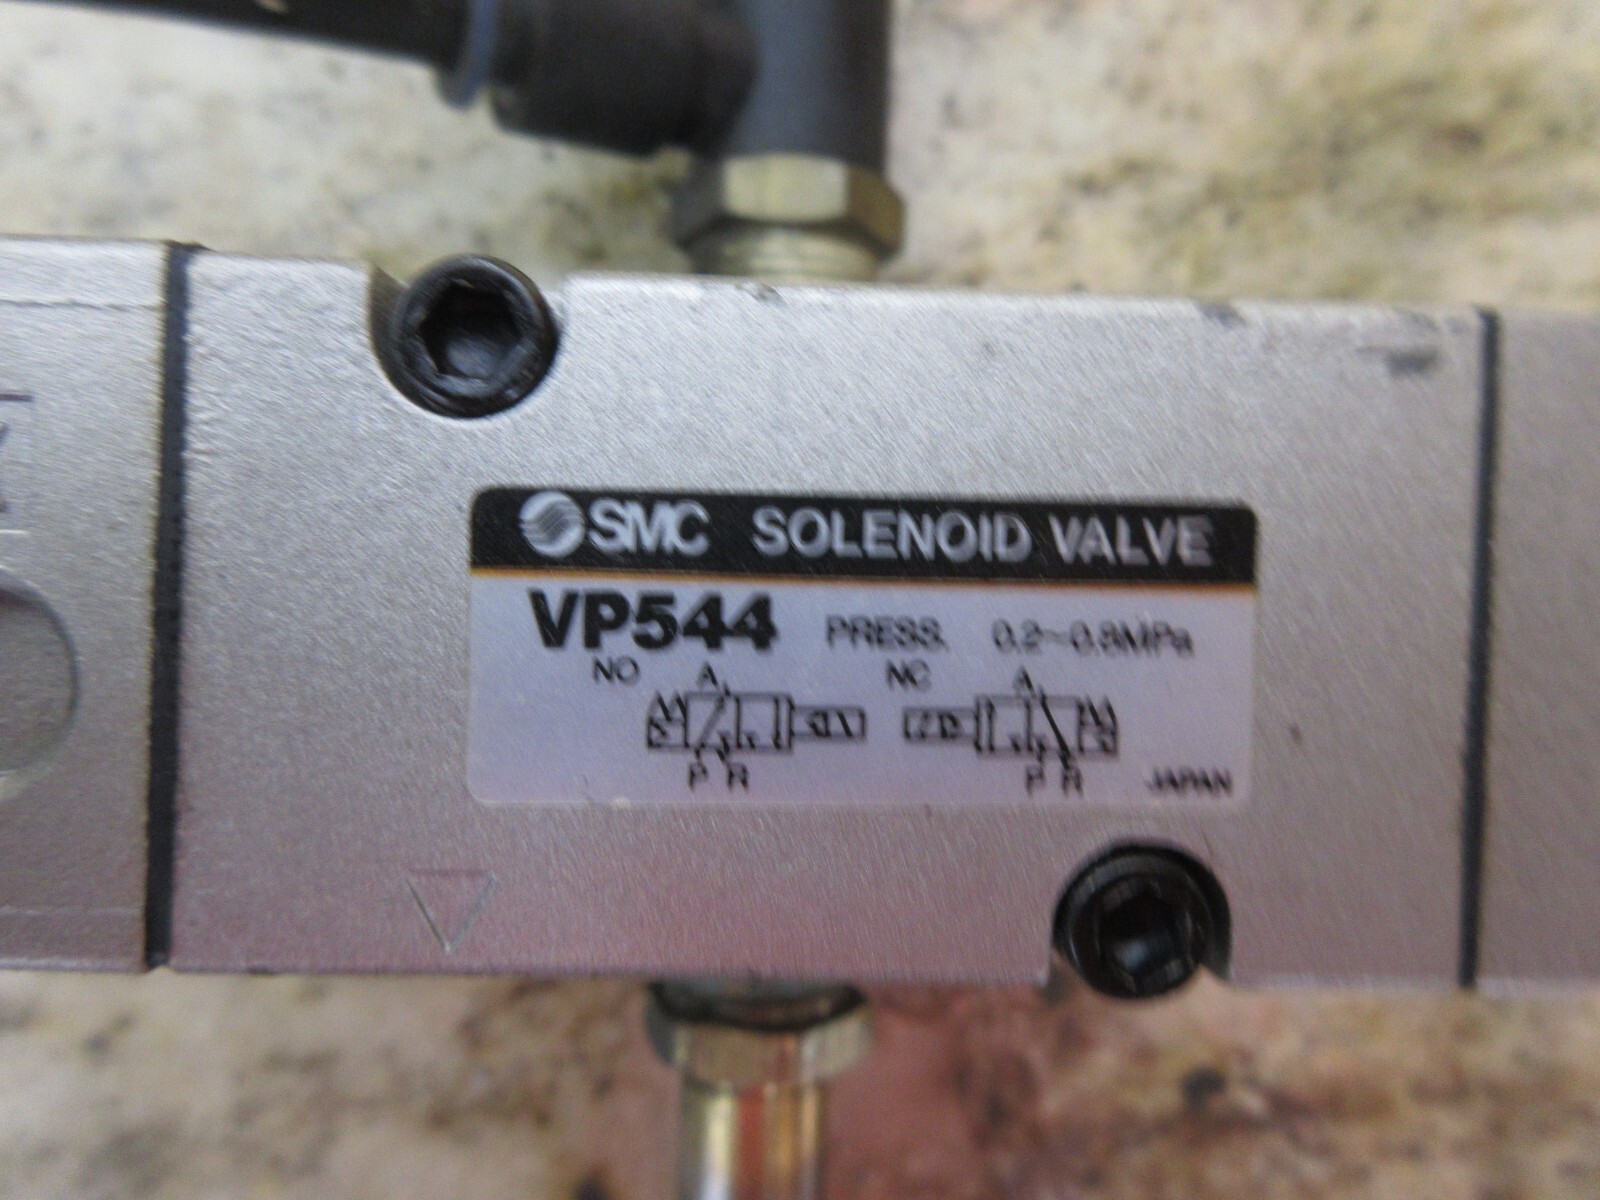 SMC SOLENOID VALVE
VP544 PRESS. 0.2~0.8MPa
NO A NC A
P R P R
JAPAN